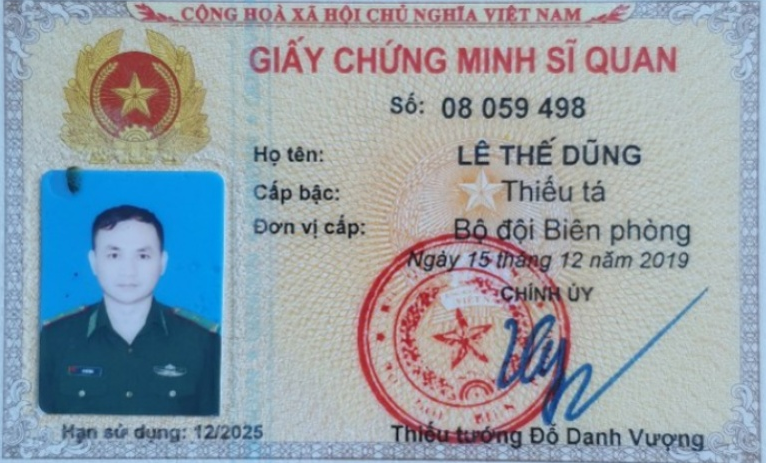 CỘNG HOÀ XÃ HỘI CHỦ NGHĨA VIỆT NAM
GIẤY CHỨNG MINH SĨ QUAN
Số: 08 059 498
Họ tên: LÊ THẾ DŨNG
Cấp bậc: Thiếu tá
Đơn vị cấp: Bộ đội Biên phòng
Ngày 15 tháng 12 năm 2019
CHÍNH ỦY
Hạn sử dụng: 12/2025
Thiếu tướng Đỗ Danh Vượng